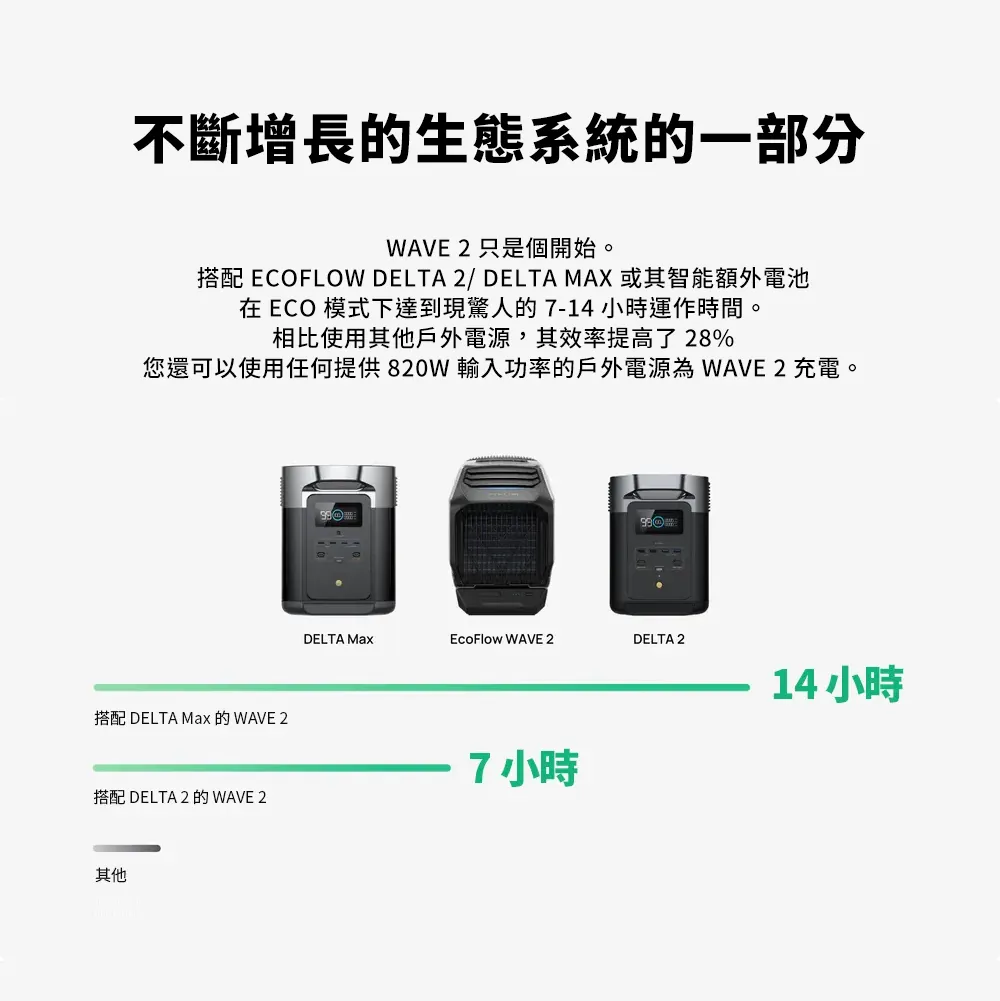 不斷增長的生態系統的一部分
WAVE 2 只是個開始。
搭配 ECOFLOW DELTA 2/ DELTA MAX 或其智能額外電池
在 ECO 模式下達到現驚人的 7-14 小時運作時間。
相比使用其他戶外電源，其效率提高了 28%
您還可以使用任何提供 820W 輸入功率的戶外電源為 WAVE 2 充電。
DELTA Max
EcoFlow WAVE 2
DELTA 2
14 小時
搭配 DELTA Max 的 WAVE 2
7 小時
搭配 DELTA 2 的 WAVE 2
其他